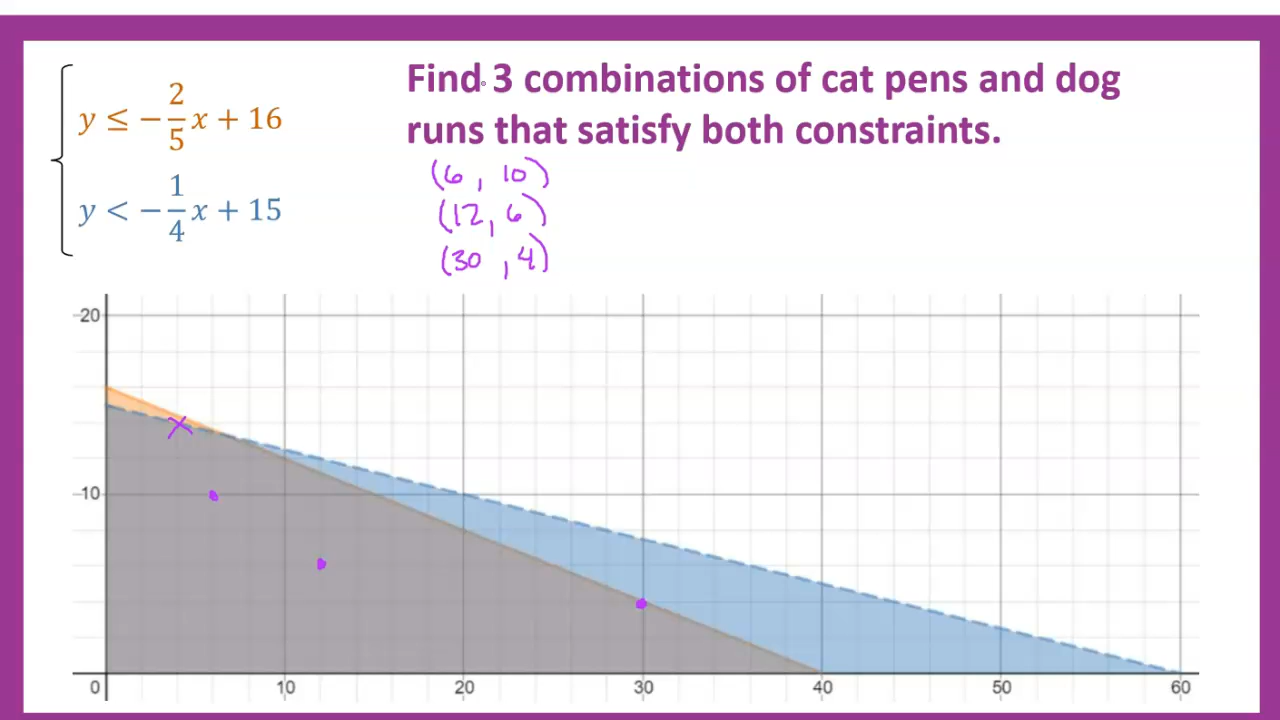 y ≤ −2/5x + 16
y < −1/4x + 15
Find 3 combinations of cat pens and dog
runs that satisfy both constraints.
(6, 10)
(12, 6)
(30, 4)
20
10
0 10 20 30 40 50 60